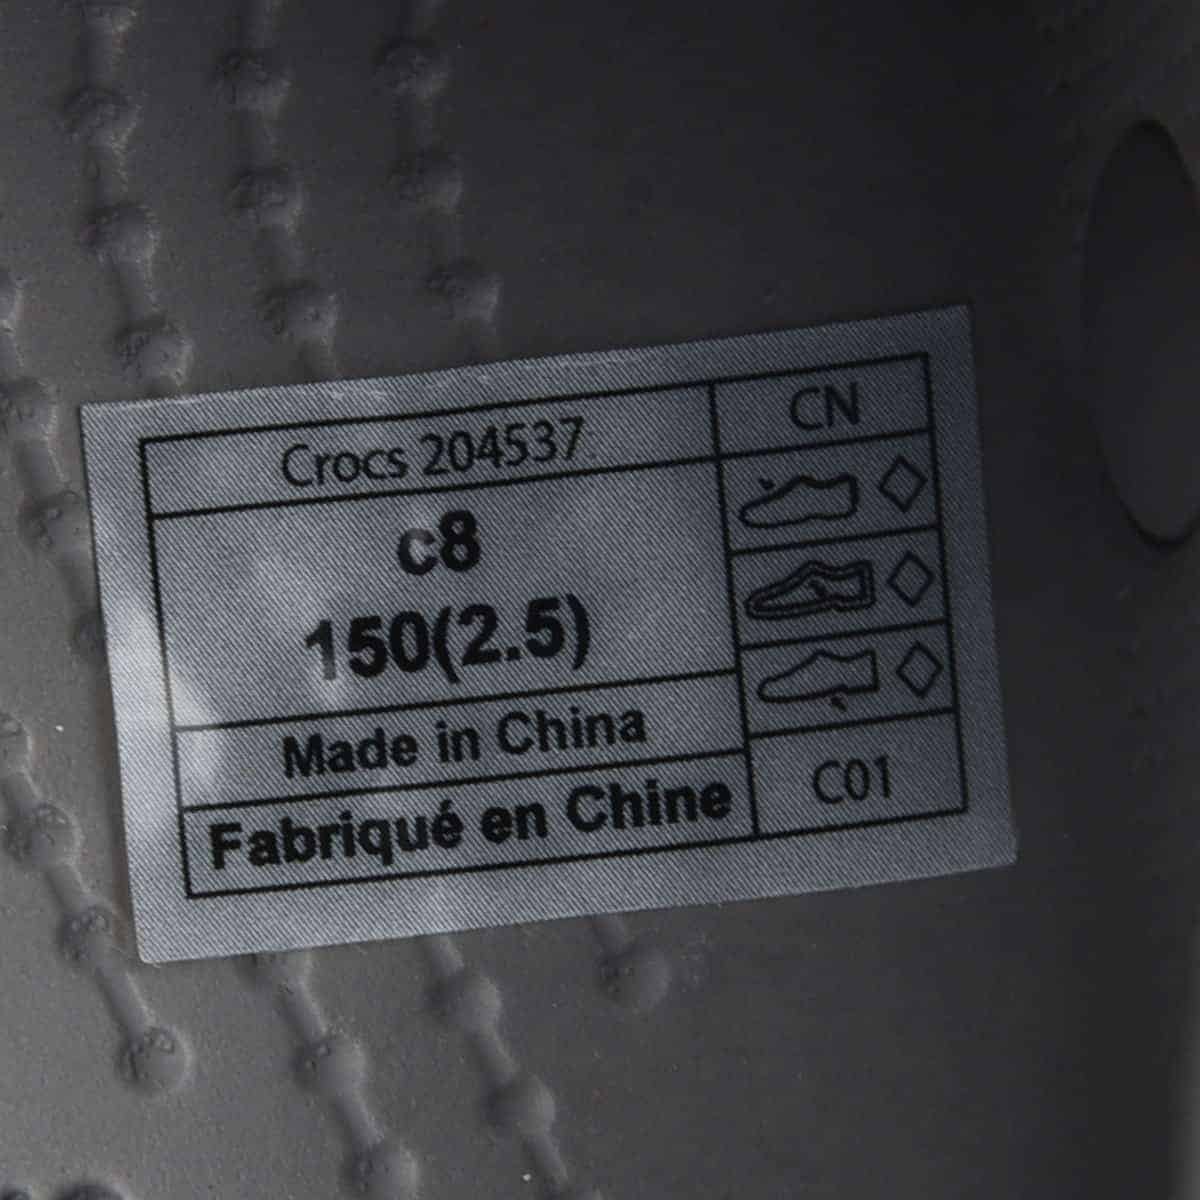 Crocs 204537
CN
c8
150(2.5)
Made in China
Fabriqué en Chine
C01